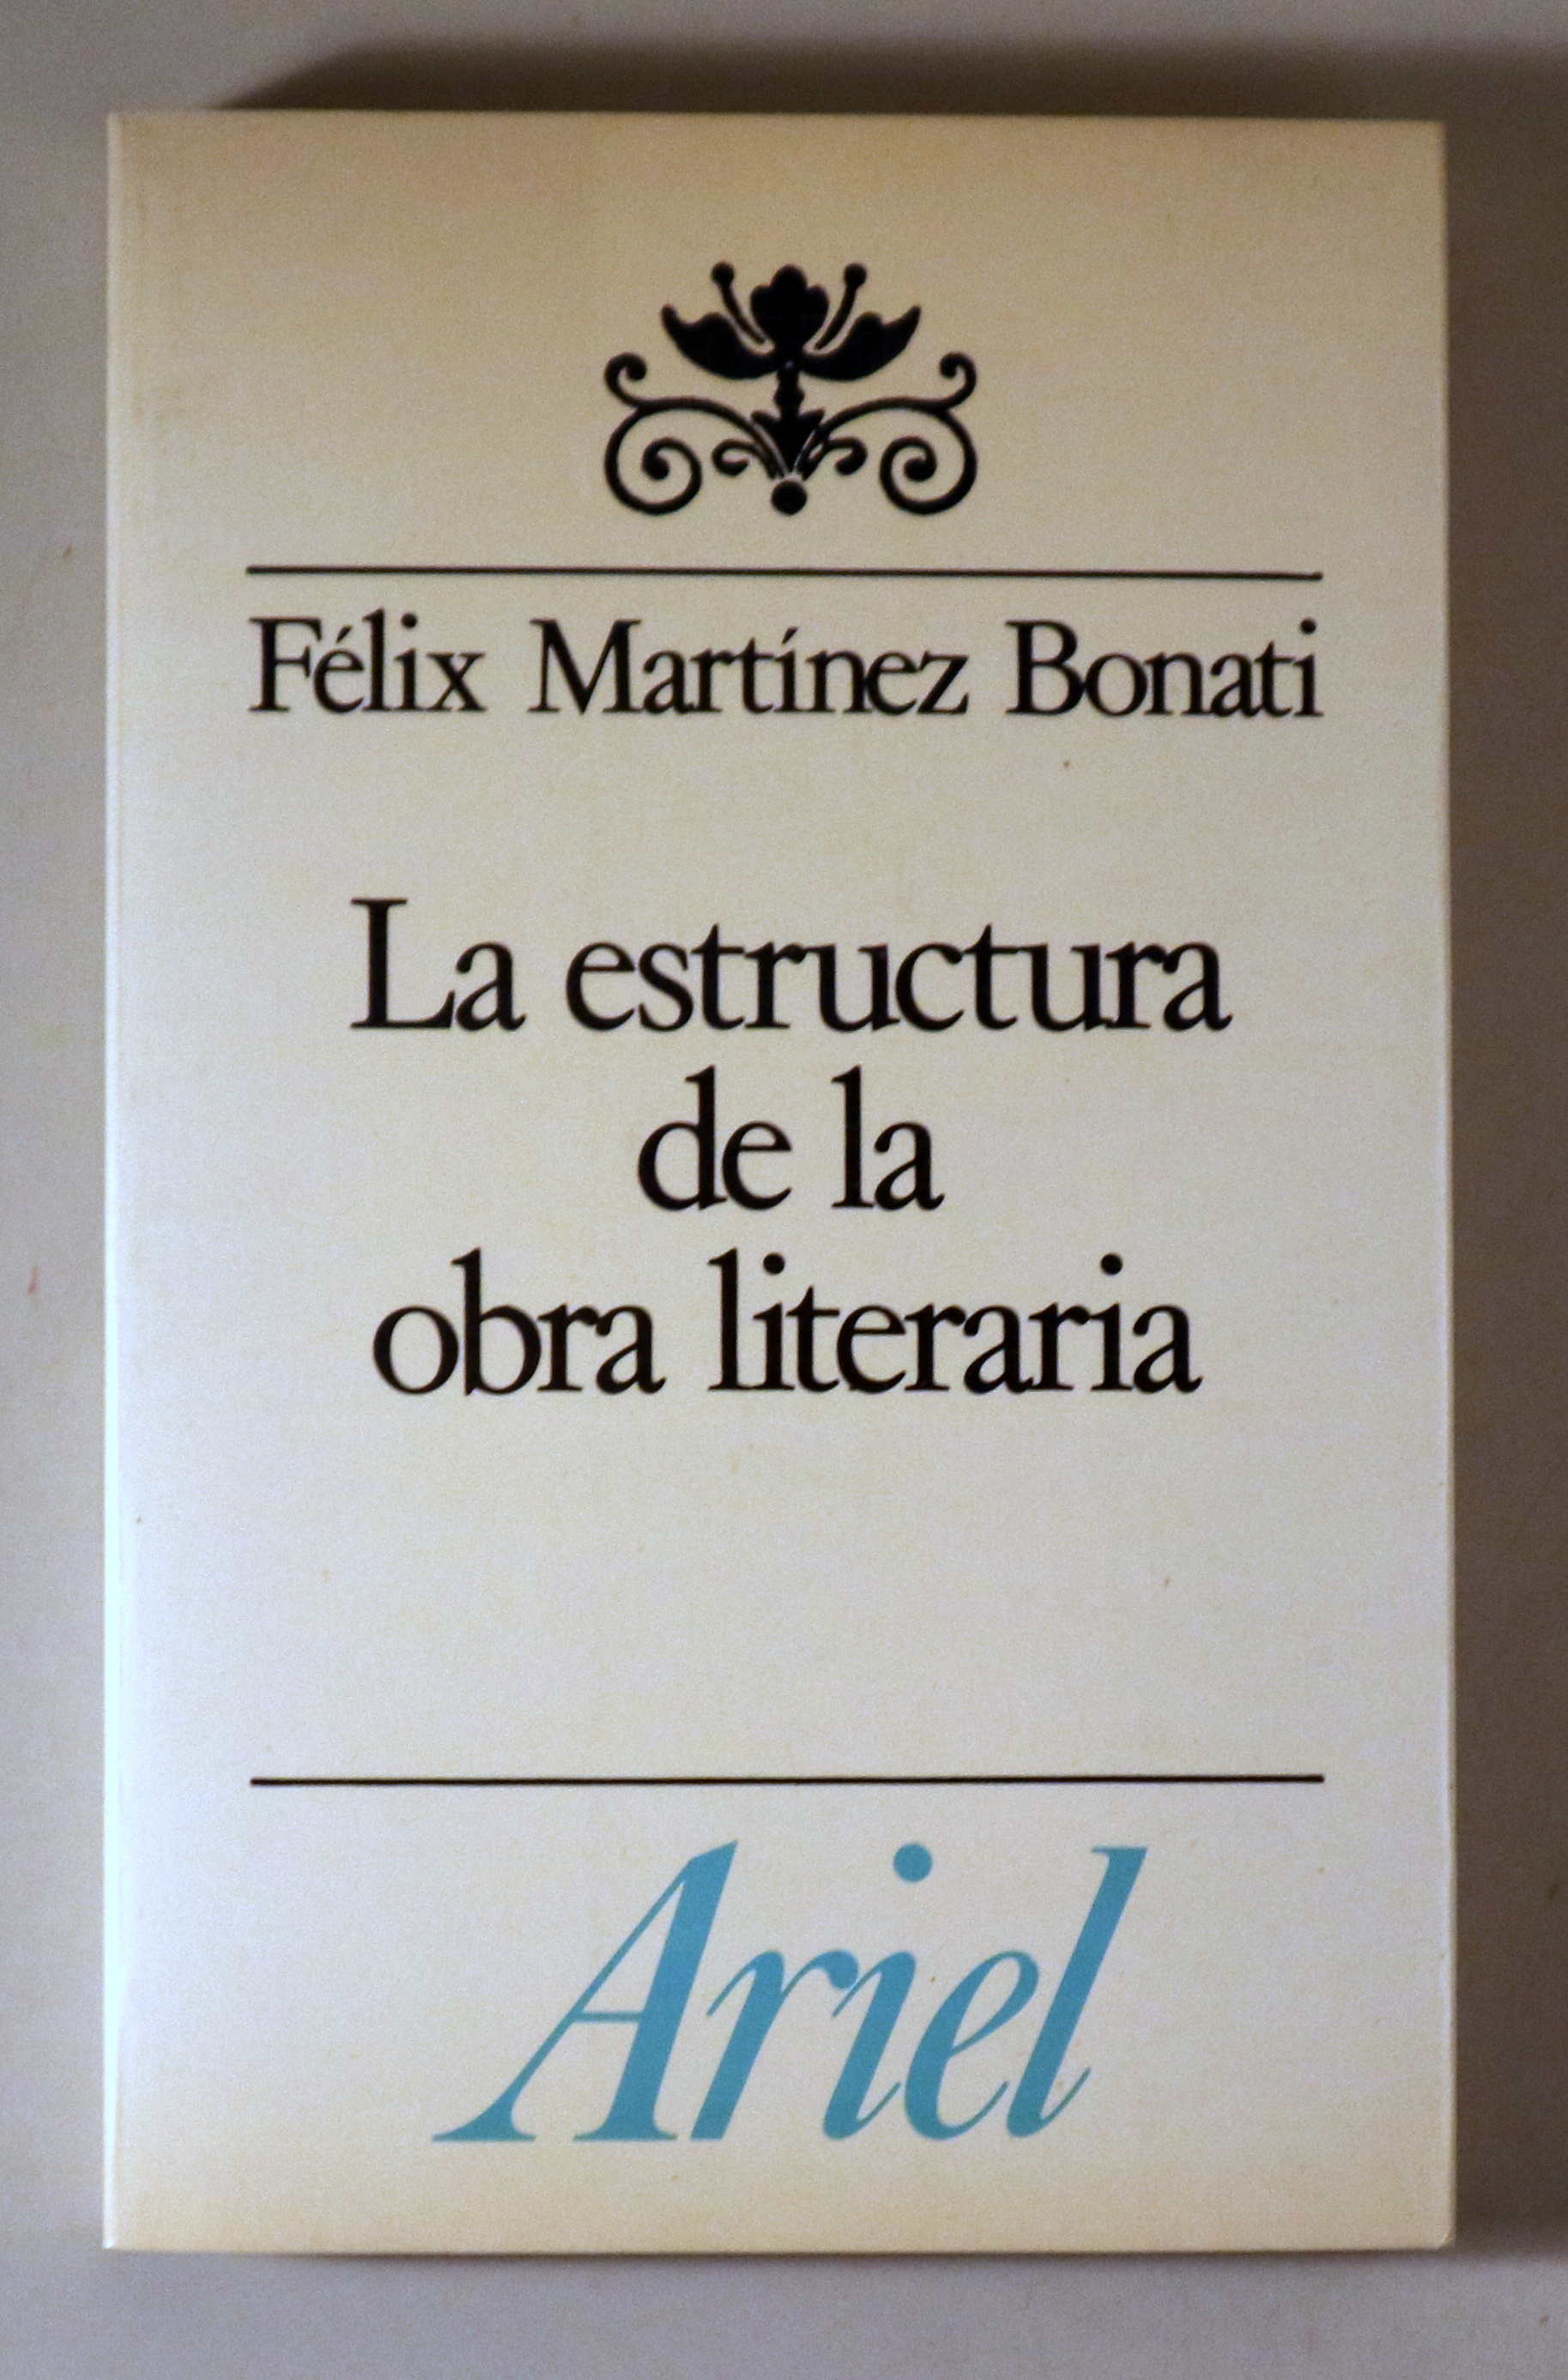 Félix Martínez Bonati
La estructura
de la
obra literaria
Ariel